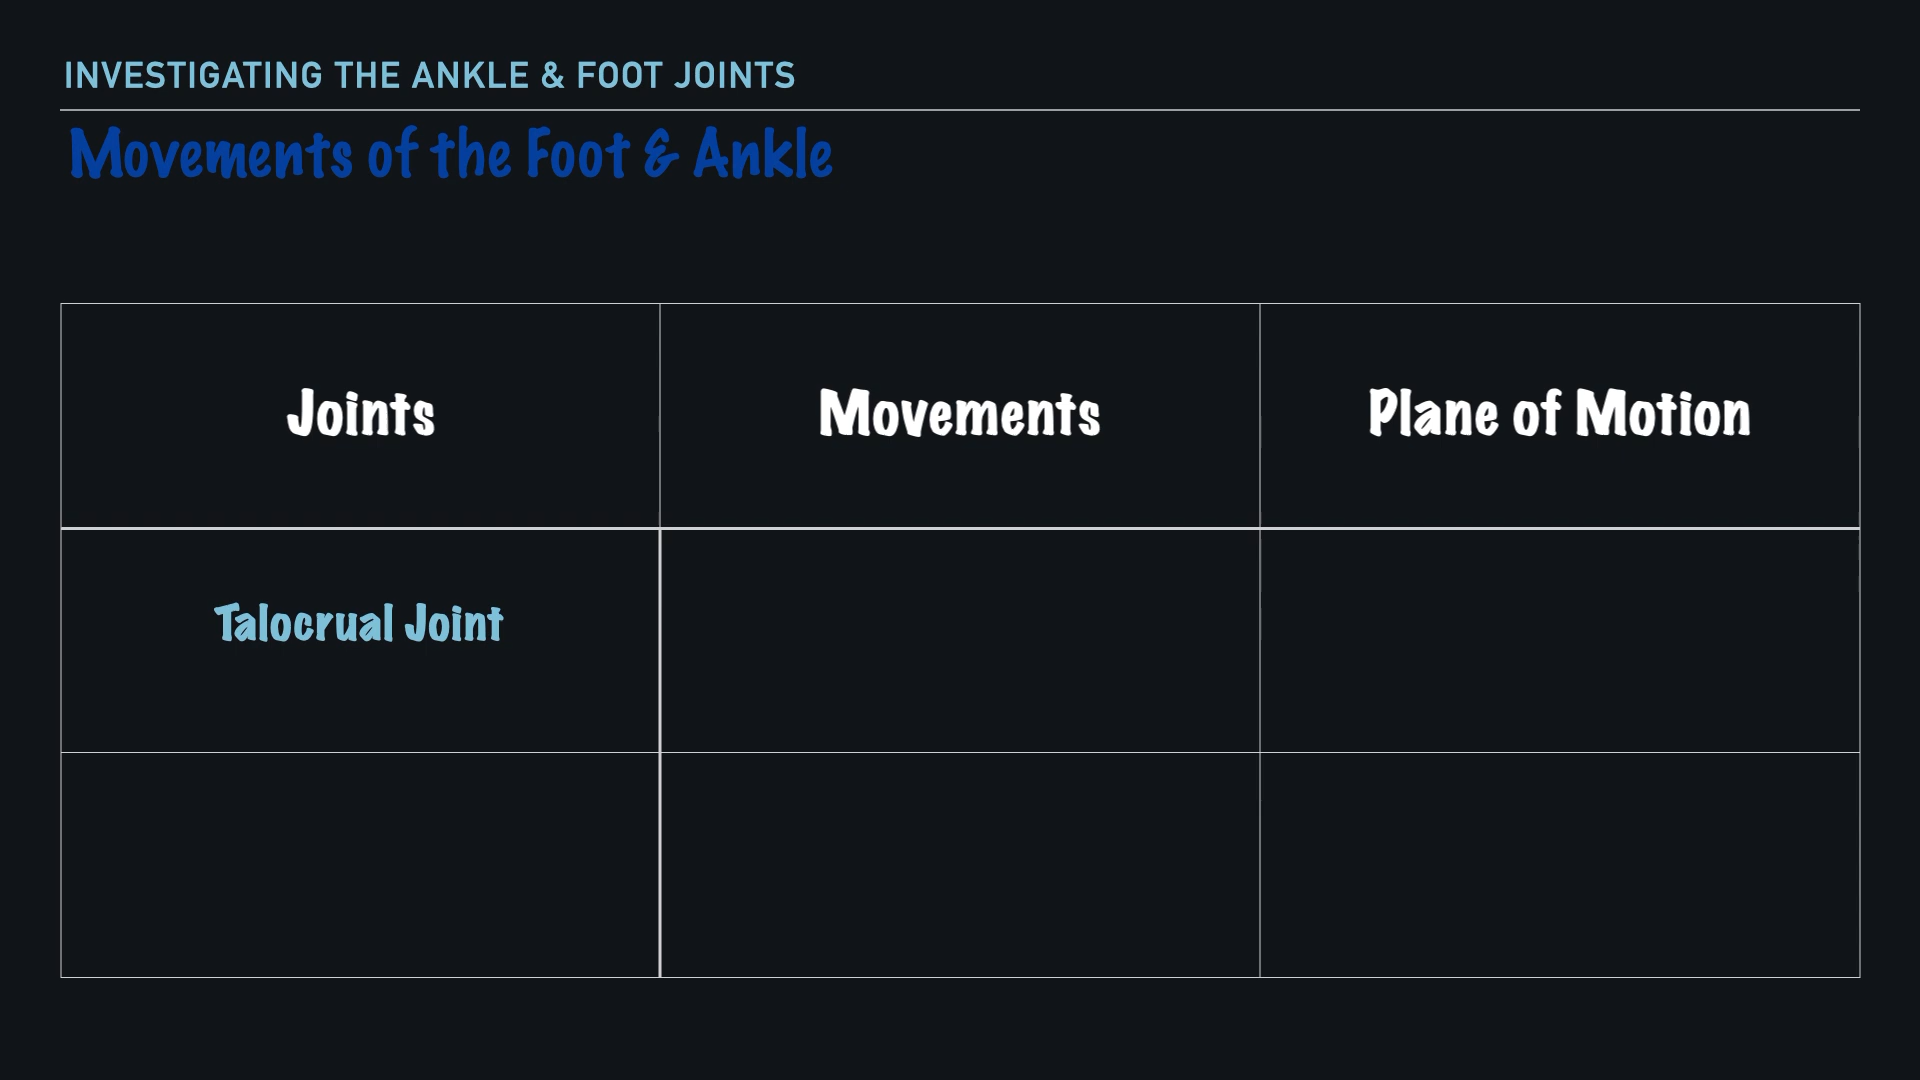 INVESTIGATING THE ANKLE & FOOT JOINTS
Movements of the Foot & Ankle
Joints
Movements
Plane of Motion
Talocrual Joint